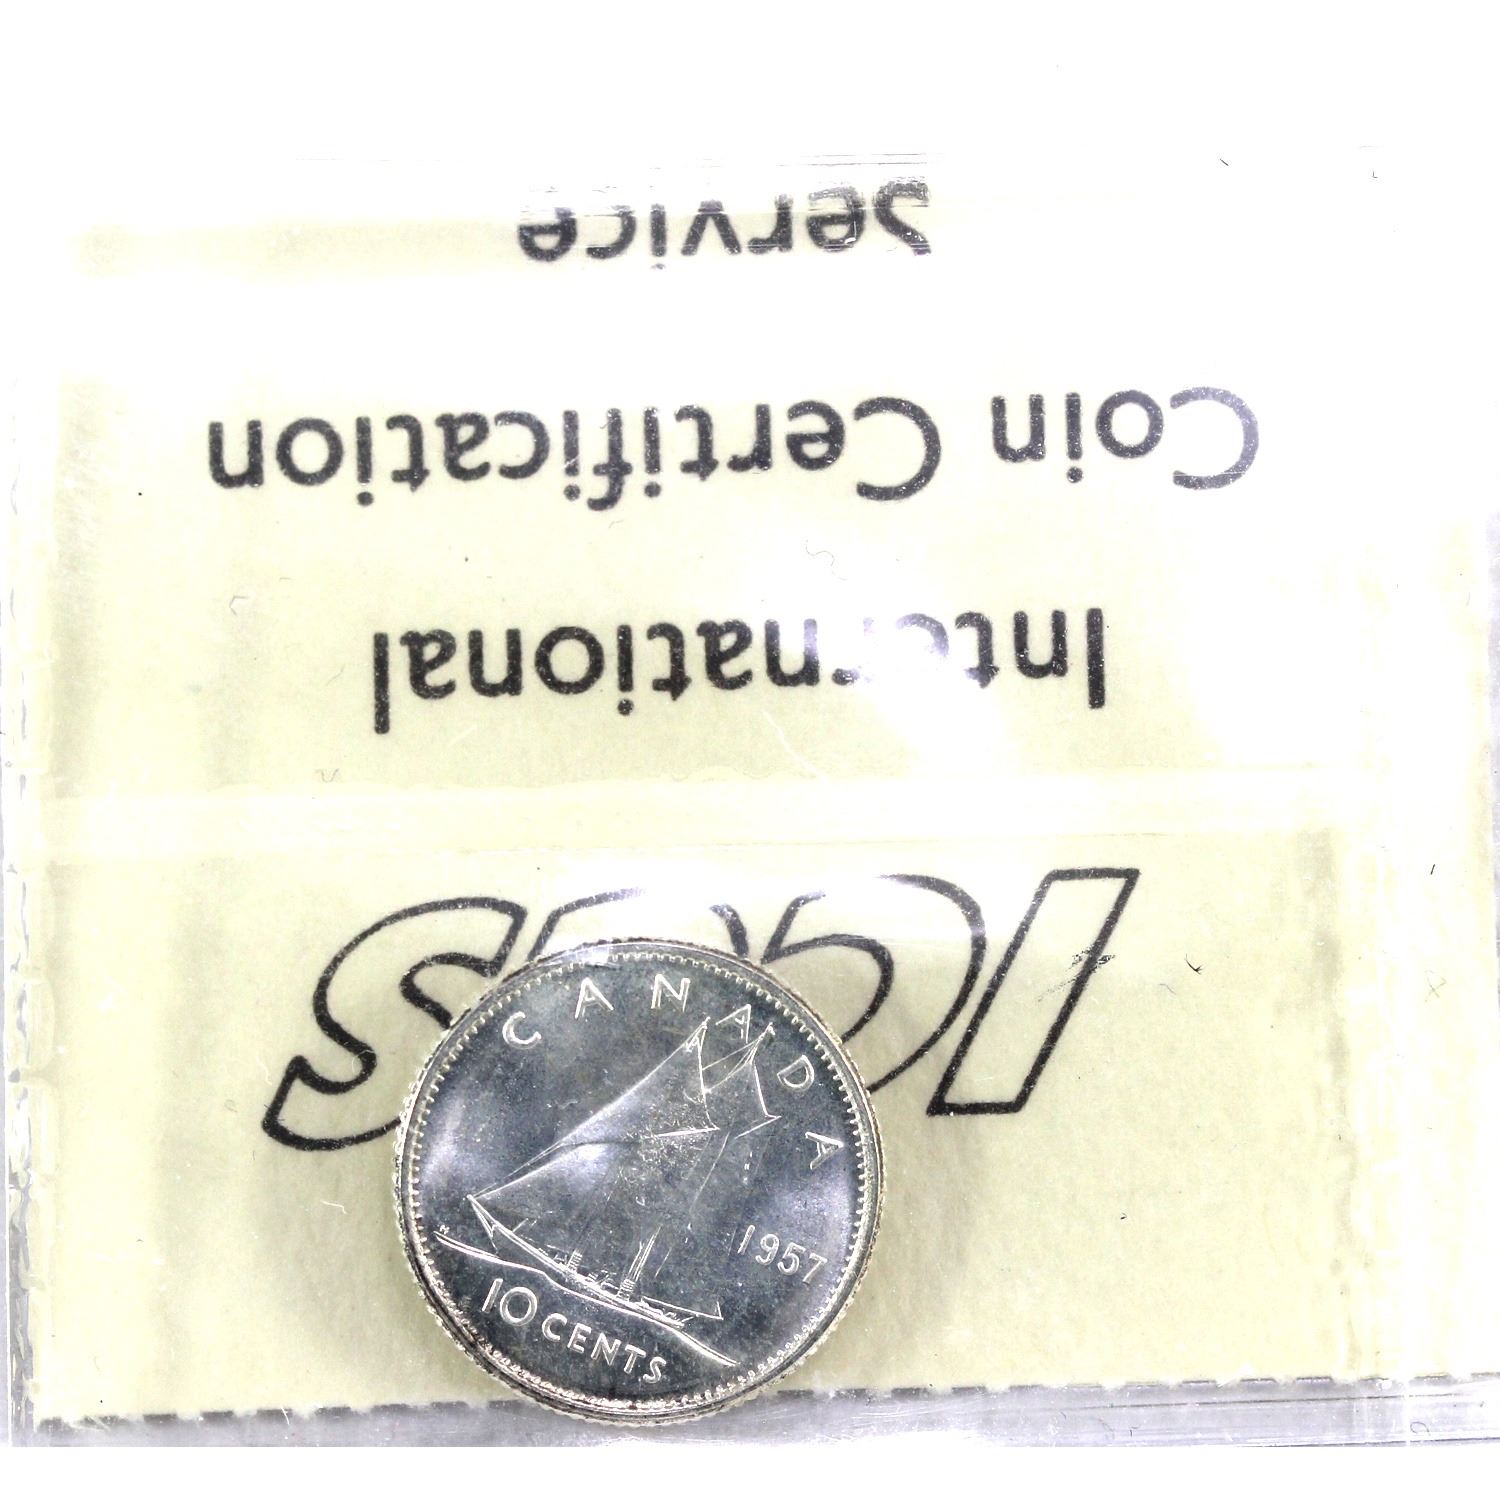 ICCS
International
Coin Certification
Service
CANADA
1957
10 CENTS
H